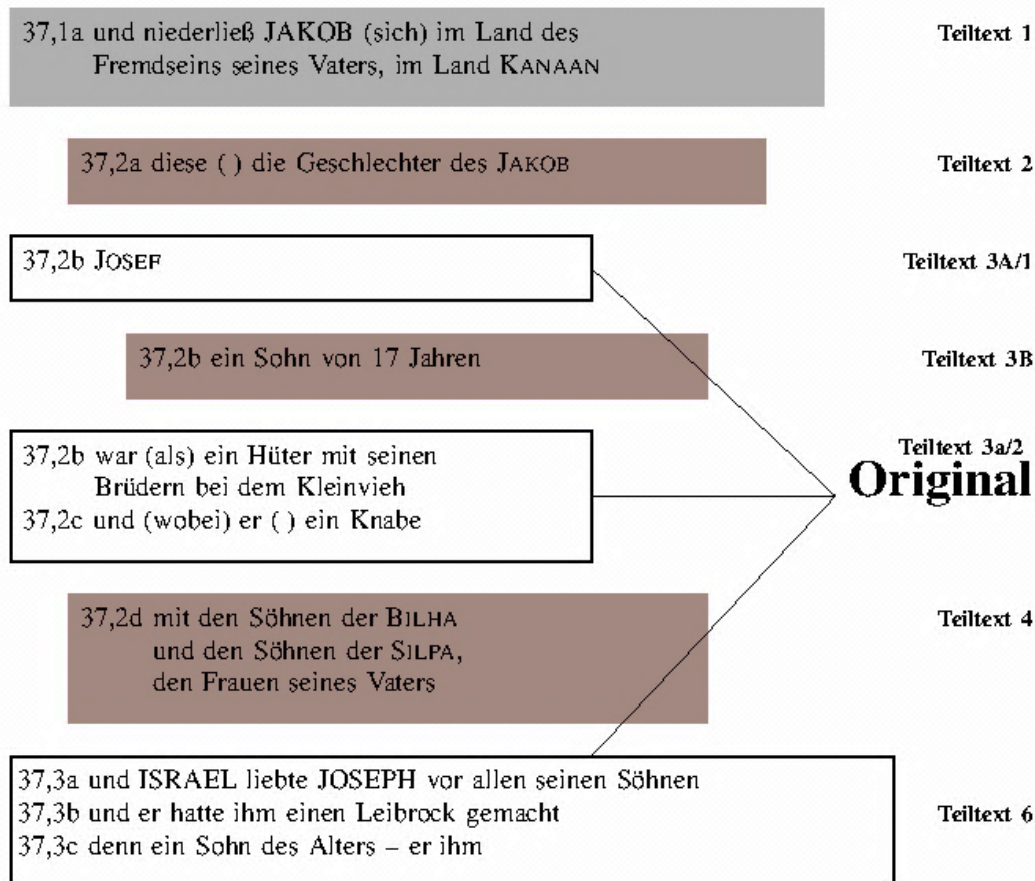 37,1a und niederließ JAKOB (sich) im Land des
Fremdseins seines Vaters, im Land KANAAN
Teiltext 1
37,2a diese ( ) die Geschlechter des JAKOB
Teiltext 2
37,2b JOSEF
Teiltext 3A/1
37,2b ein Sohn von 17 Jahren
Teiltext 3B
37,2b war (als) ein Hüter mit seinen
Brüdern bei dem Kleinvieh
37,2c und (wobei) er ( ) ein Knabe
Teiltext 3a/2
Original
37,2d mit den Söhnen der BILHA
und den Söhnen der SILPA,
den Frauen seines Vaters
Teiltext 4
37,3a und ISRAEL liebte JOSEPH vor allen seinen Söhnen
37,3b und er hatte ihm einen Leibrock gemacht
37,3c denn ein Sohn des Alters – er ihm
Teiltext 6